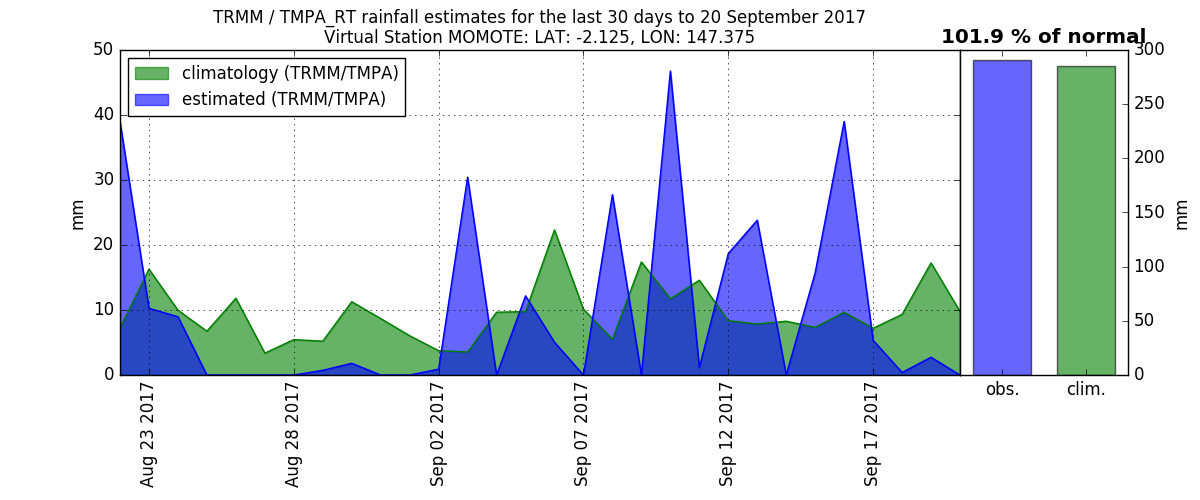 TRMM / TMPA_RT rainfall estimates for the last 30 days to 20 September 2017
Virtual Station MOMOTE: LAT: -2.125, LON: 147.375
101.9 % of normal
climatology (TRMM/TMPA)
estimated (TRMM/TMPA)
50
40
30
20
10
0
mm
Aug 23 2017
Aug 28 2017
Sep 02 2017
Sep 07 2017
Sep 12 2017
Sep 17 2017
300
250
200
150
100
50
0
mm
obs.
clim.